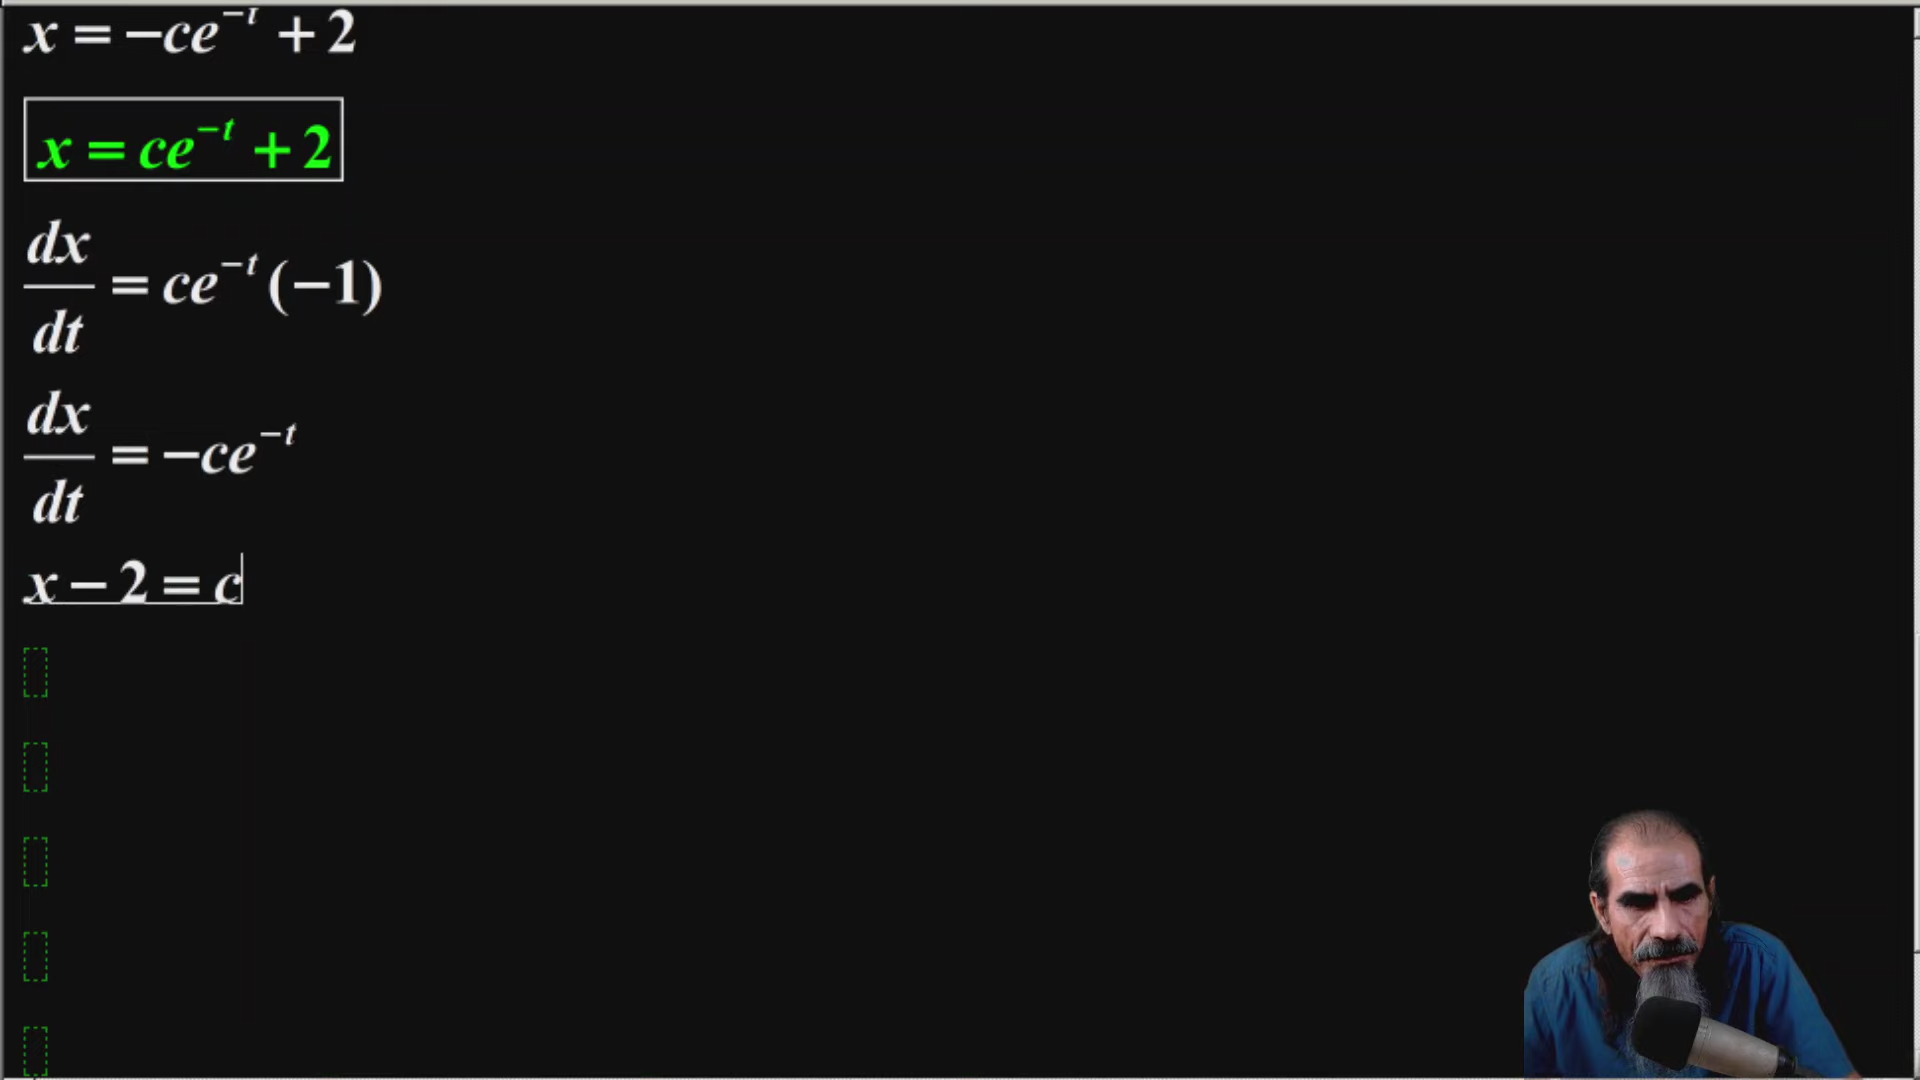 x = −ce^{−t} + 2
x = ce^{−t} + 2
dx/dt = ce^{−t}(−1)
dx/dt = −ce^{−t}
x − 2 = c